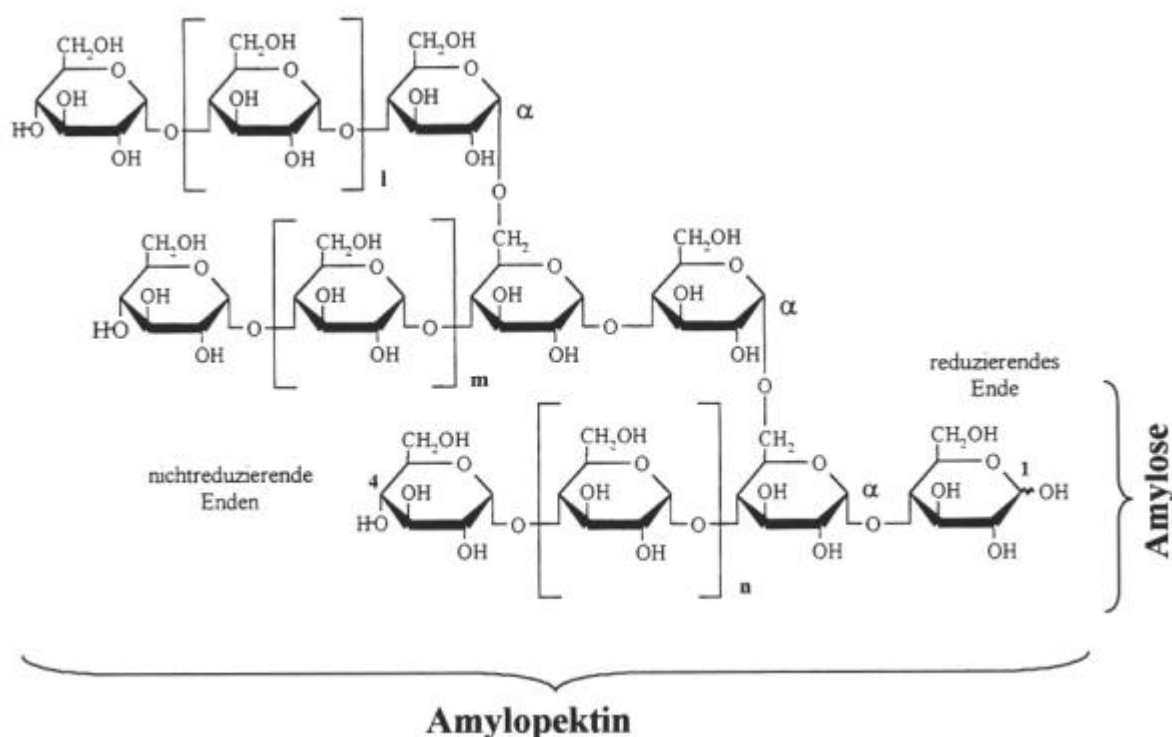 CH2OH CH2OH CH2OH
O O O
OH OH OH α
HO O O
OH OH OH
l
O
CH2OH CH2OH CH2 CH2OH
O O O O
OH OH OH OH α
HO O O O
OH OH OH OH
m
O
reduzierendes
Ende
CH2OH CH2OH CH2 CH2OH
nichtreduzierende
Enden
4 O O O O 1
OH OH OH α OH OH
HO O O O
OH OH OH OH
n
Amylose
Amylopektin